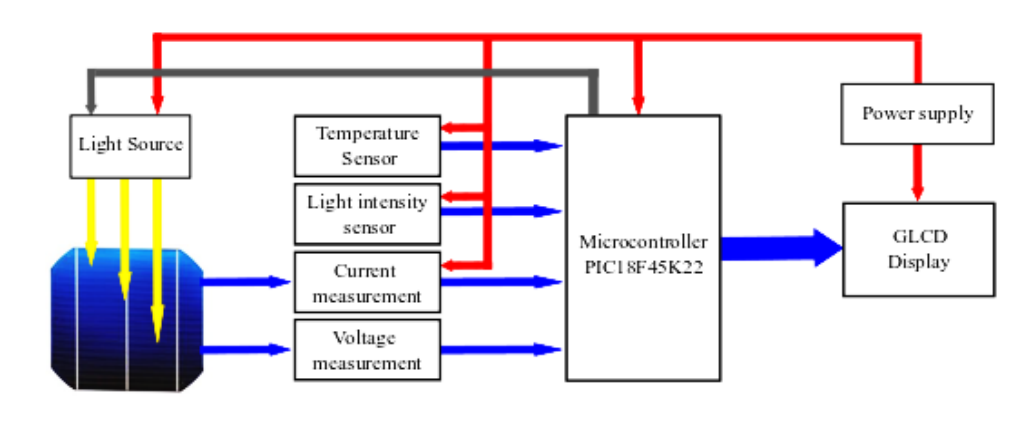 Power supply
Light Source
Temperature
Sensor
Light intensity
sensor
Current
measurement
Voltage
measurement
Microcontroller
PIC18F45K22
GLCD
Display